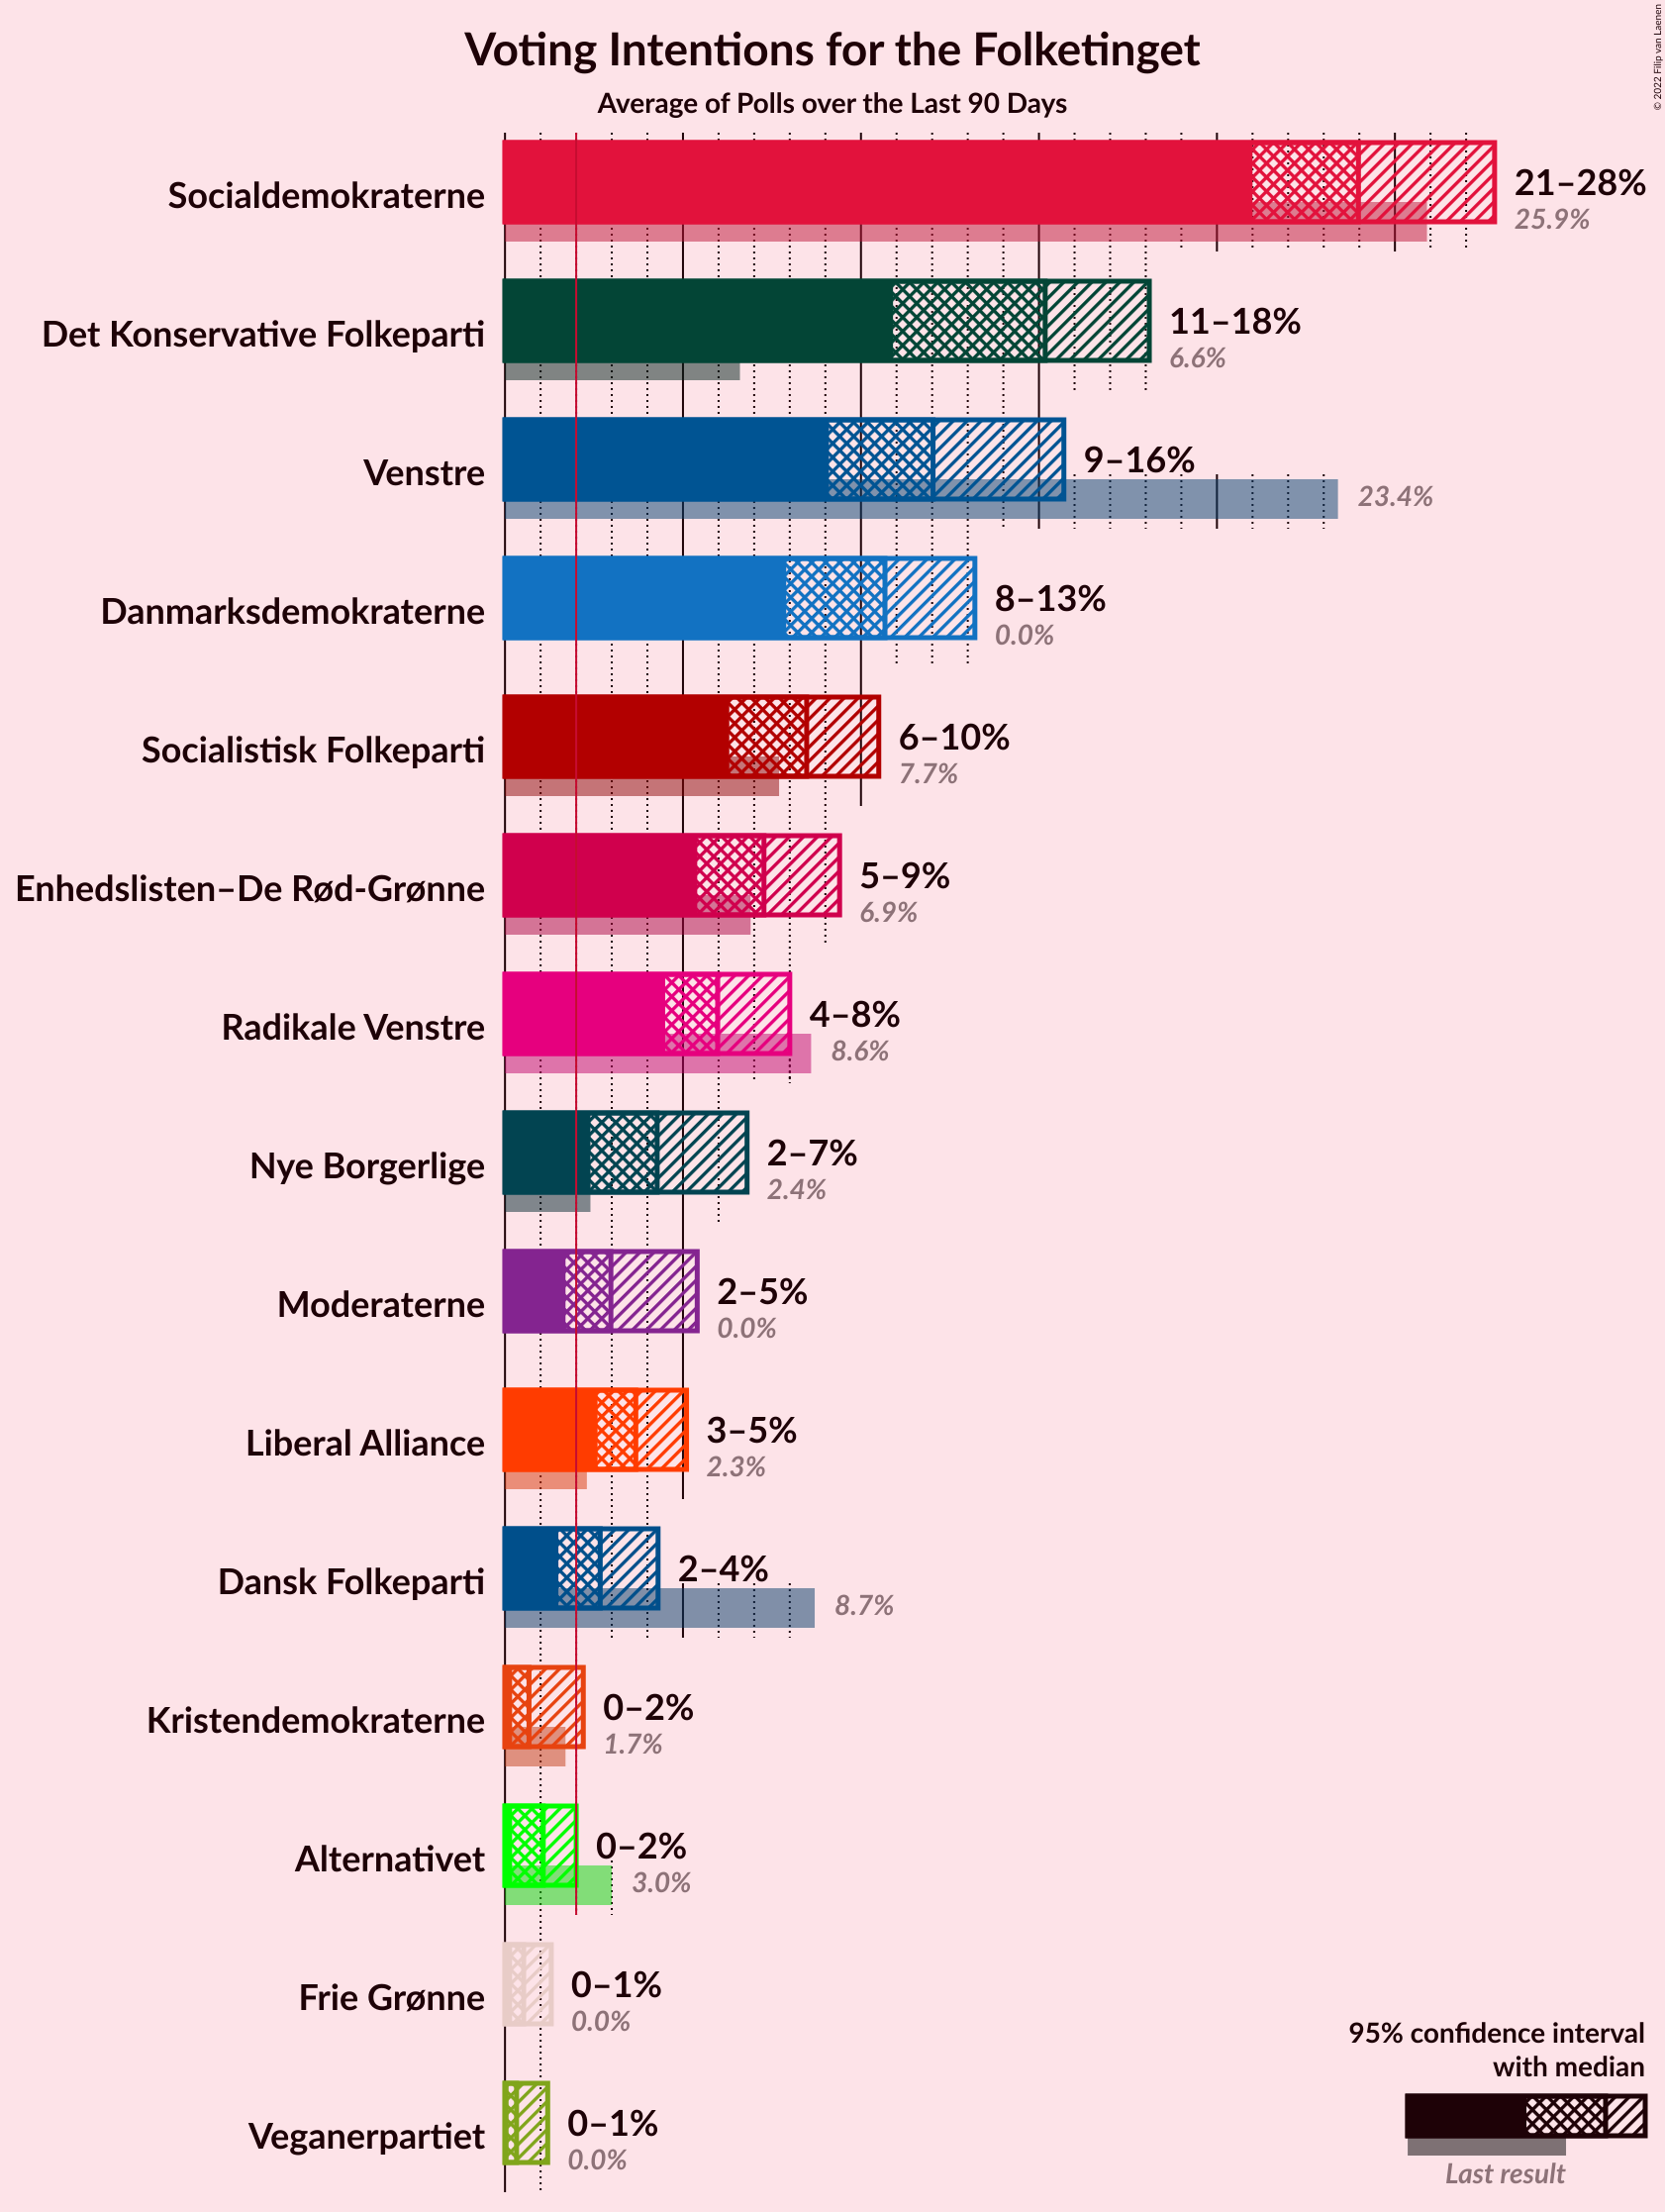 Voting Intentions for the Folketinget
Average of Polls over the Last 90 Days
© 2022 Filip van Laenen
Socialdemokraterne
21–28%
25.9%
Det Konservative Folkeparti
11–18%
6.6%
Venstre
9–16%
23.4%
Danmarksdemokraterne
8–13%
0.0%
Socialistisk Folkeparti
6–10%
7.7%
Enhedslisten–De Rød-Grønne
5–9%
6.9%
Radikale Venstre
4–8%
8.6%
Nye Borgerlige
2–7%
2.4%
Moderaterne
2–5%
0.0%
Liberal Alliance
3–5%
2.3%
Dansk Folkeparti
2–4%
8.7%
Kristendemokraterne
0–2%
1.7%
Alternativet
0–2%
3.0%
Frie Grønne
0–1%
0.0%
Veganerpartiet
0–1%
0.0%
95% confidence interval
with median
Last result